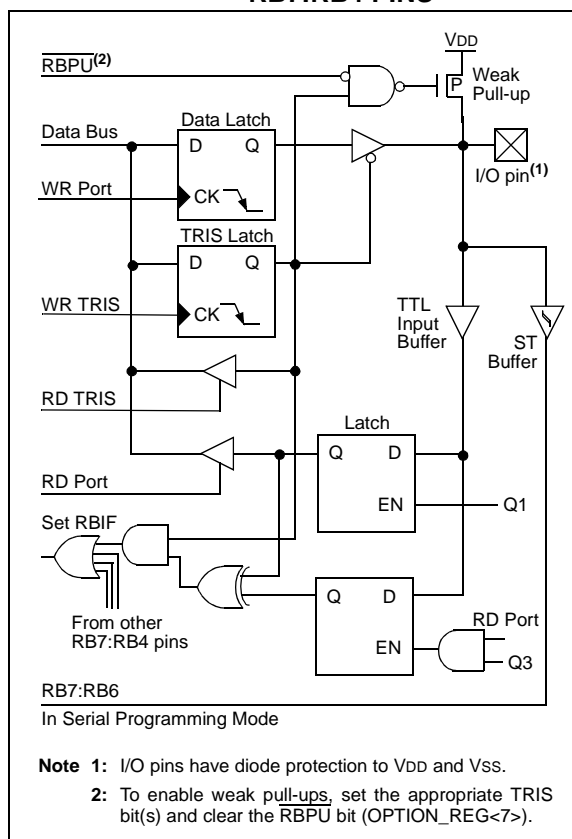 RBPU(2)
VDD
P
Weak
Pull-up
Data Bus
Data Latch
D Q
CK
I/O pin(1)
WR Port
TRIS Latch
D Q
CK
WR TRIS
TTL
Input
Buffer
ST
Buffer
RD TRIS
Latch
Q D
EN
Q1
RD Port
Set RBIF
Q D
EN
RD Port
Q3
From other
RB7:RB4 pins
RB7:RB6
In Serial Programming Mode
Note 1: I/O pins have diode protection to VDD and VSS.
2: To enable weak pull-ups, set the appropriate TRIS
bit(s) and clear the RBPU bit (OPTION_REG<7>).